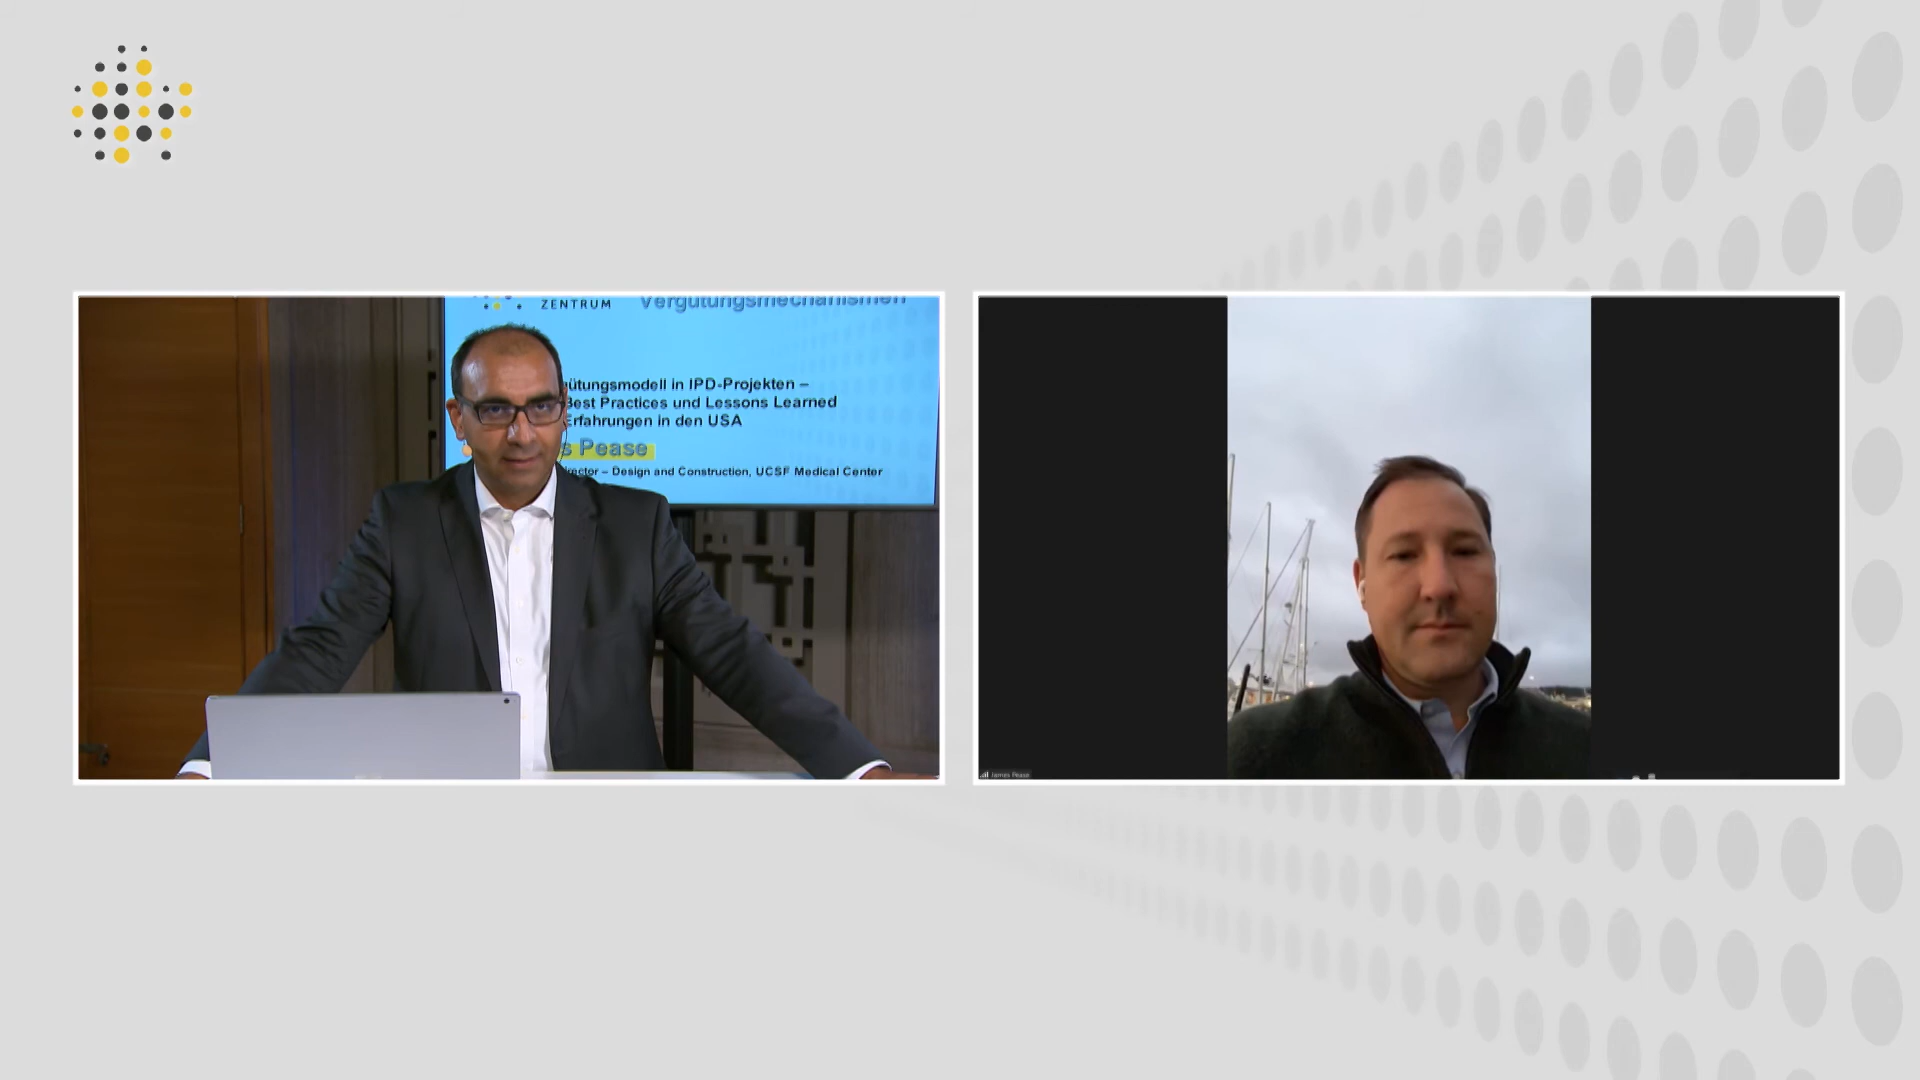 ZENTRUM
Vergütungsmechanismen
gütungsmodell in IPD-Projekten –
Best Practices und Lessons Learned
Erfahrungen in den USA
s Pease
irector – Design and Construction, UCSF Medical Center
James Pease